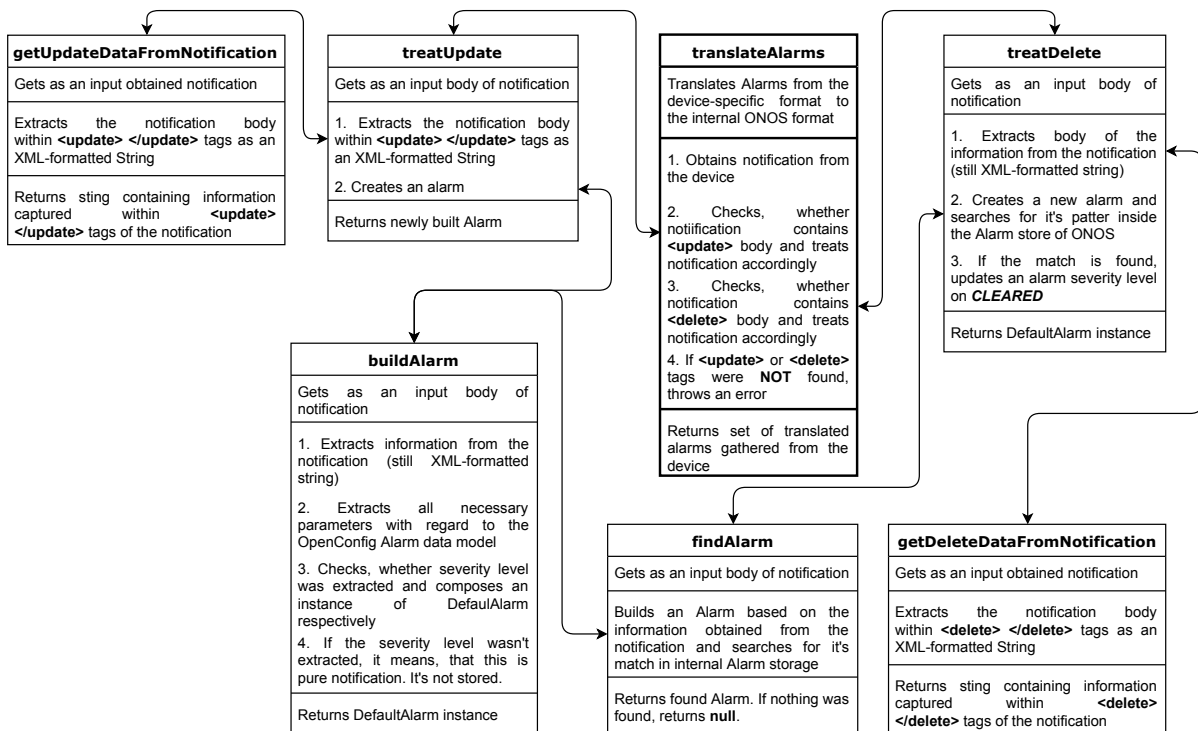 getUpdateDataFromNotification
Gets as an input obtained notification
Extracts the notification body
within <update> </update> tags as an
XML-formatted String
Returns sting containing information
captured within <update>
</update> tags of the notification
treatUpdate
Gets as an input body of notification
1. Extracts the notification body
within <update> </update> tags as
an XML-formatted String
2. Creates an alarm
Returns newly built Alarm
translateAlarms
Translates Alarms from the
device-specific format to
the internal ONOS format
1. Obtains notification from
the device
2. Checks, whether
notiification contains
<update> body and treats
notification accordingly
3. Checks, whether
notification contains
<delete> body and treats
notification accordingly
4. If <update> or <delete>
tags were NOT found,
throws an error
Returns set of translated
alarms gathered from the
device
treatDelete
Gets as an input body of
notification
1. Extracts body of the
information from the notification
(still XML-formatted string)
2. Creates a new alarm and
searches for it's patter inside
the Alarm store of ONOS
3. If the match is found,
updates an alarm severity level
on CLEARED
Returns DefaultAlarm instance
buildAlarm
Gets as an input body of
notification
1. Extracts information from the
notification (still XML-formatted
string)
2. Extracts all necessary
parameters with regard to the
OpenConfig Alarm data model
3. Checks, whether severity level
was extracted and composes an
instance of DefaulAlarm
respectively
4. If the severity level wasn't
extracted, it means, that this is
pure notification. It's not stored.
Returns DefaultAlarm instance
findAlarm
Gets as an input body of notification
Builds an Alarm based on the
information obtained from the
notification and searches for it's
match in internal Alarm storage
Returns found Alarm. If nothing was
found, returns null.
getDeleteDataFromNotification
Gets as an input obtained notification
Extracts the notification body
within <delete> </delete> tags as an
XML-formatted String
Returns sting containing information
captured within <delete>
</delete> tags of the notification